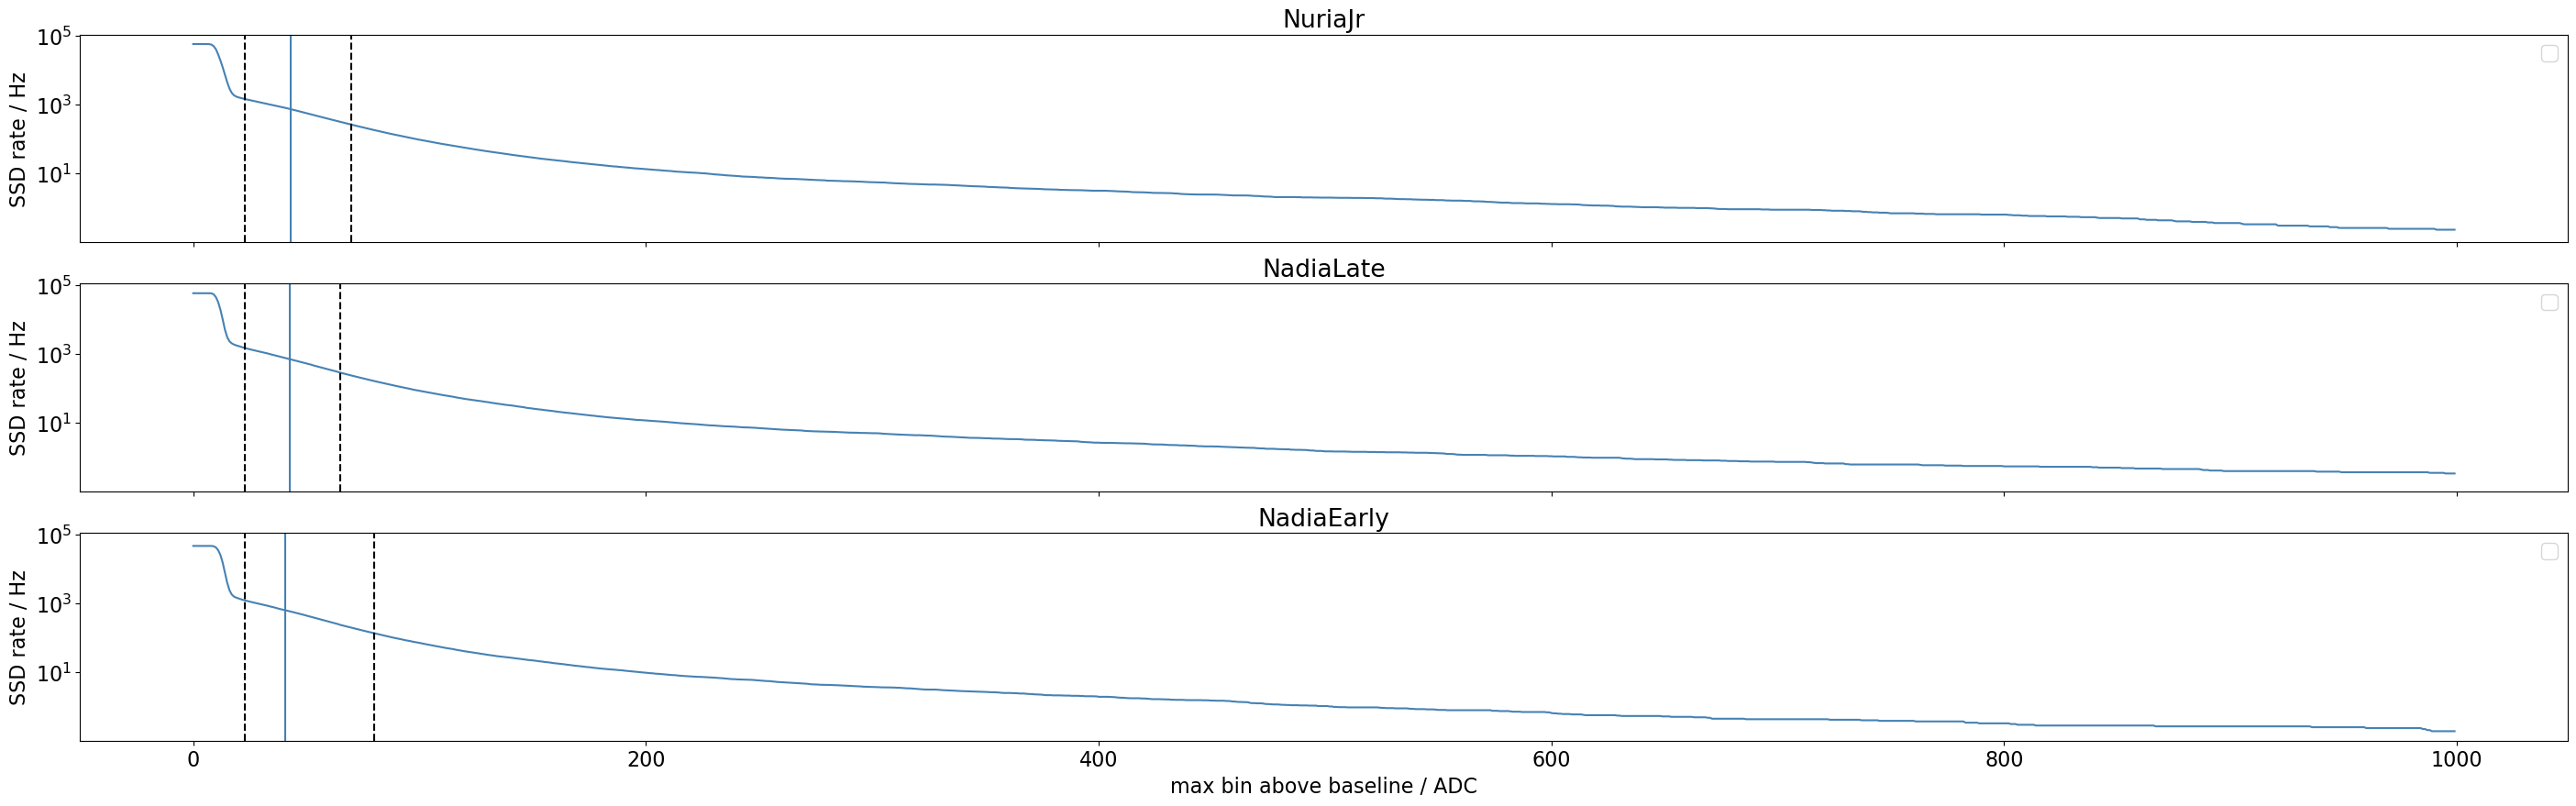 NuriaJr
10^5
10^3
10^1
SSD rate / Hz
NadiaLate
10^5
10^3
10^1
SSD rate / Hz
NadiaEarly
10^5
10^3
10^1
SSD rate / Hz
0 200 400 600 800 1000
max bin above baseline / ADC